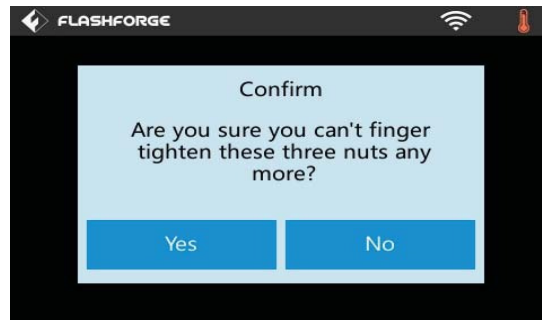 FLASHFORGE
Confirm
Are you sure you can't finger
tighten these three nuts any
more?
Yes No